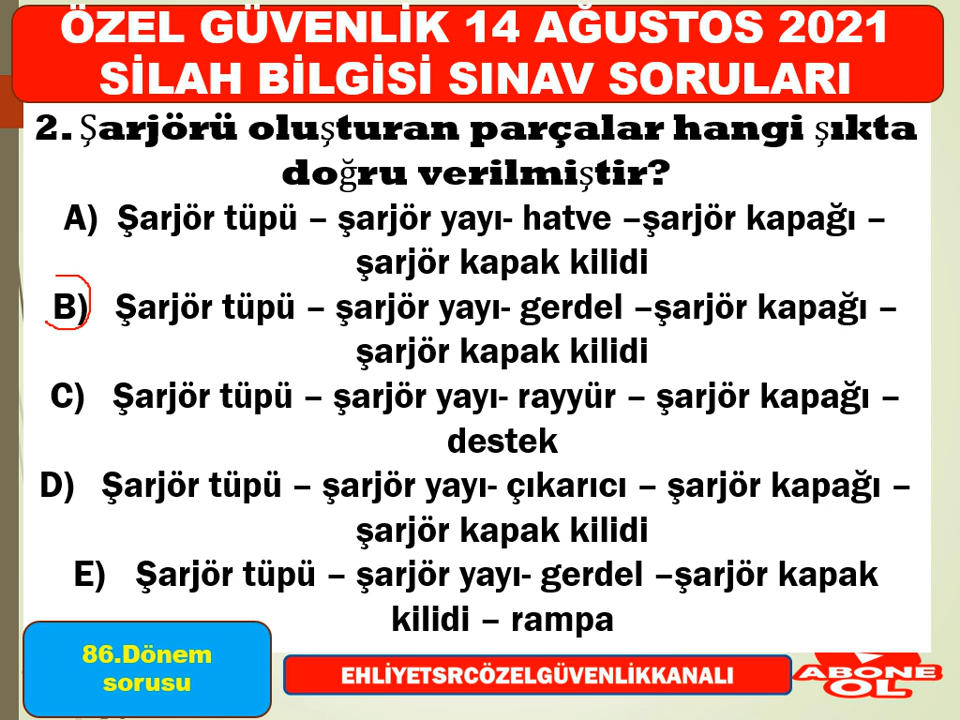 ÖZEL GÜVENLİK 14 AĞUSTOS 2021
SİLAH BİLGİSİ SINAV SORULARI
2. Şarjörü oluşturan parçalar hangi şıkta
doğru verilmiştir?
A) Şarjör tüpü – şarjör yayı- hatve –şarjör kapağı –
şarjör kapak kilidi
B) Şarjör tüpü – şarjör yayı- gerdel –şarjör kapağı –
şarjör kapak kilidi
C) Şarjör tüpü – şarjör yayı- rayyür – şarjör kapağı –
destek
D) Şarjör tüpü – şarjör yayı- çıkarıcı – şarjör kapağı –
şarjör kapak kilidi
E) Şarjör tüpü – şarjör yayı- gerdel –şarjör kapak
kilidi – rampa
86.Dönem
sorusu
EHLİYETSRCÖZELGÜVENLİKKANALI
ABONE
OL